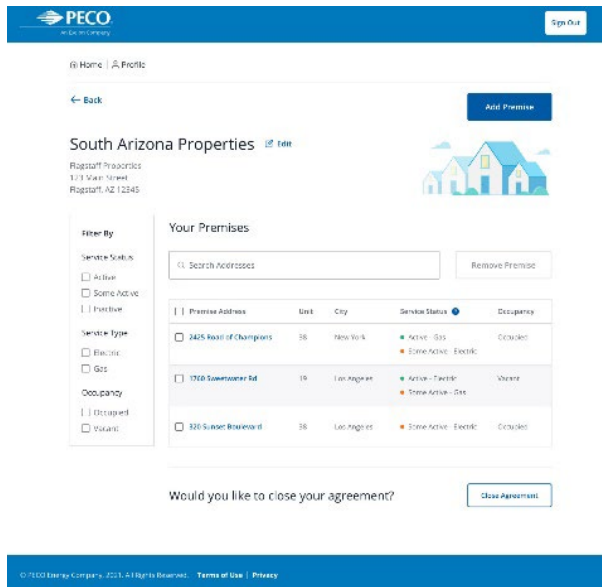 PECO
An Exelon Company
Sign Out
Home | Profile
← Back
Add Premise
South Arizona Properties Edit
Flagstaff Properties
123 Main Street
Flagstaff, AZ 12345
Filter By
Service Status
Active
Some Active
Inactive
Service Type
Electric
Gas
Occupancy
Occupied
Vacant
Your Premises
Search Addresses
Remove Premise
Premise Address Unit City Service Status ? Occupancy
2425 Road of Champions 38 New York Active - Gas Occupied
Some Active - Electric
1760 Sweetwater Rd 19 Los Angeles Active - Electric Vacant
Some Active - Gas
320 Sunset Boulevard 38 Los Angeles Some Active - Electric Occupied
Would you like to close your agreement?
Close Agreement
© PECO Energy Company, 2021. All Rights Reserved. Terms of Use | Privacy